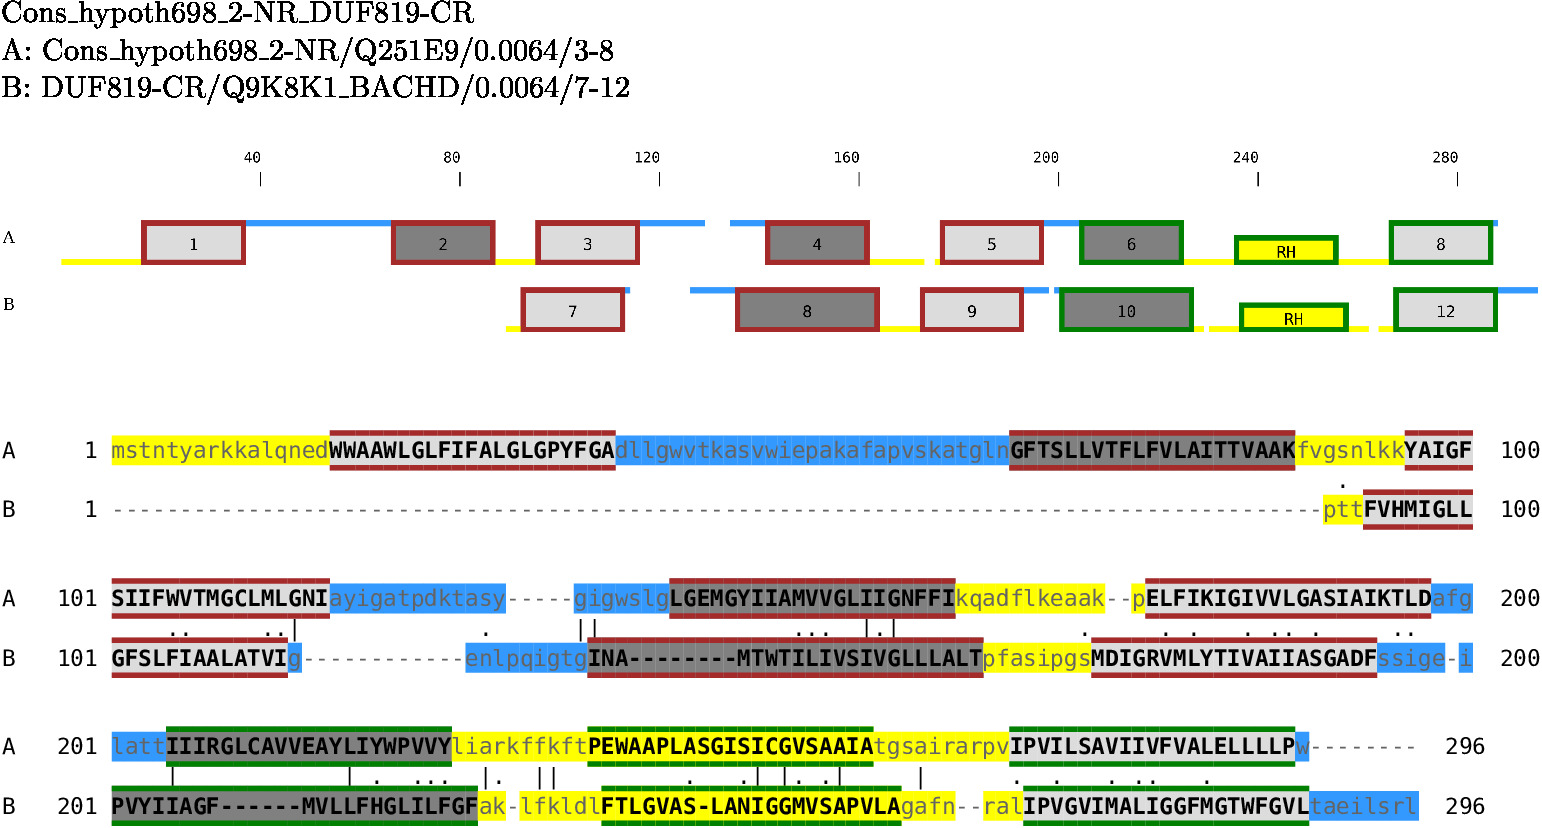 Cons_hypoth698_2-NR_DUF819-CR
A: Cons_hypoth698_2-NR/Q251E9/0.0064/3-8
B: DUF819-CR/Q9K8K1_BACHD/0.0064/7-12
40 80 120 160 200 240 280
A 1 2 3 4 5 6 RH 8
B 7 8 9 10 RH 12
A 1 mstntyarkkalqnedWWAAWLGLFIFALGLGPYFGAdllgwvtkasvwiepakafapvskatglnGFTSLLVTFLFVLAITTVAAKfvgsnlkkYAIGF 100
B 1 -----------------------------------------------------------------------------------------pttFVHMIGLL 100
A 101 SIIFWVTMGCLMLGNIayigatpdktasy-----gigwslgLGEMGYIIAMVVGLIIGNFFIkqadflkeaak--pELFIKIGIVVLGASIAIKTLDafg 200
B 101 GFSLFIAALATVIg------------enlpqigtgINA--------MTWTILIVSIVGLLLALTpfasipgsMDIGRVMLYTIVAIIASGADFssige-i 200
A 201 lattIIIRGLCAVVEAYLIYWPVVYliarkffkftPEWAAPLASGISICGVSAAIAtgsairarpvIPVILSAVIIVFVALELLLLPw-------- 296
B 201 PVYIIAGF------MVLLFHGLILFGFak-lfkldlFTLGVAS-LANIGGMVSAPVLAgafn--ralIPVGVIMALIGGFMGTWFGVLtaeilsrl 296